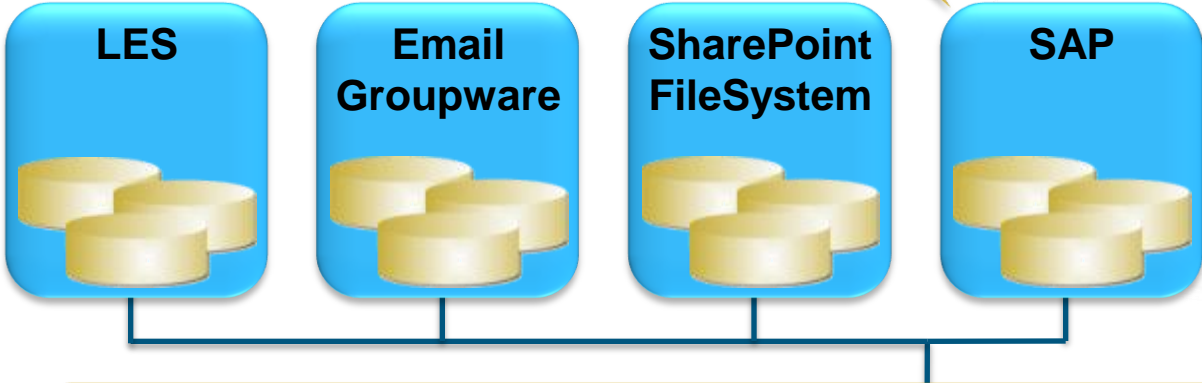 LES
Email
Groupware
SharePoint
FileSystem
SAP